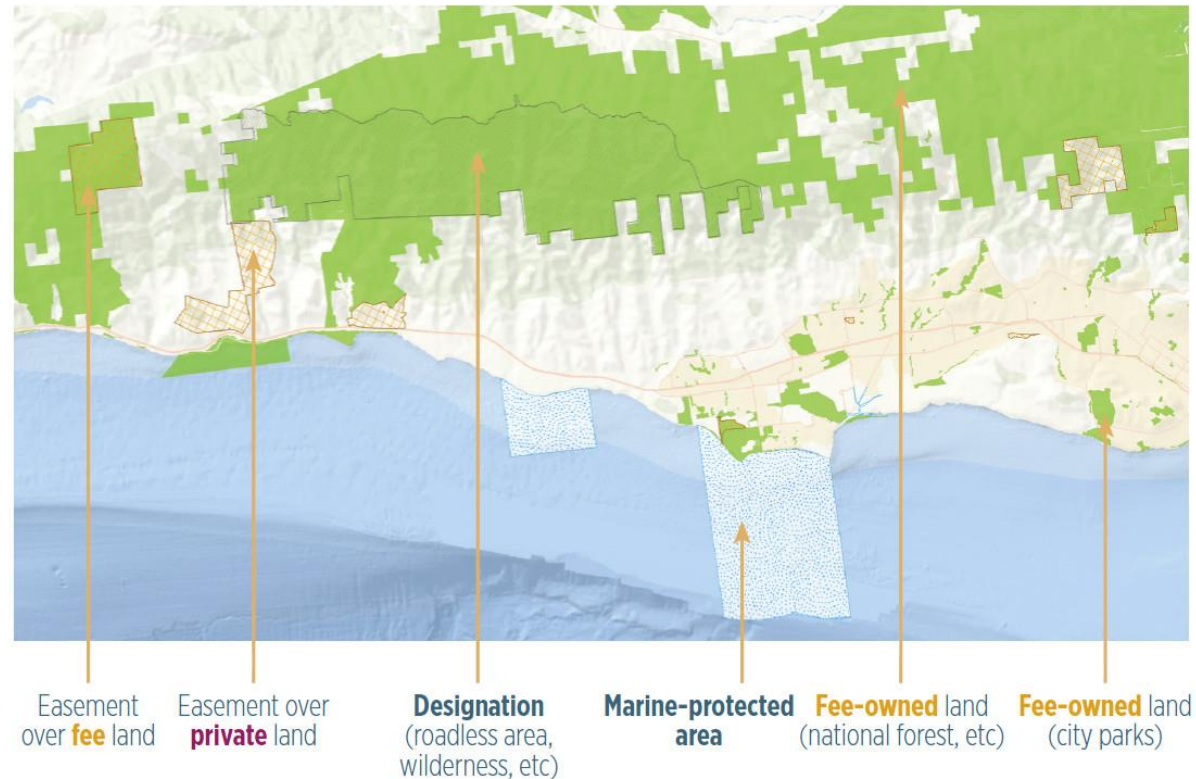 Easement
over fee land
Easement over
private land
Designation
(roadless area,
wilderness, etc)
Marine-protected
area
Fee-owned land
(national forest, etc)
Fee-owned land
(city parks)